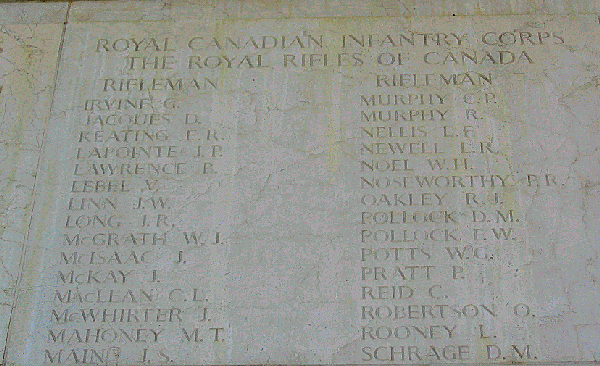 ROYAL CANADIAN INFANTRY CORPS
THE ROYAL RIFLES OF CANADA
RIFLEMAN
IRVINE G.
JACQUES D.
KEATING E. R.
LAPOINTE J. P.
LAWRENCE P.
LEBEL V.
LINN J.W.
LONG J.R.
McGRATH W. J.
McISAAC J.
McKAY J.
MACLEAN C. L.
McWHIRTER J.
MAHONEY M. T.
J. S.
RIFLEMAN
MURPHY C. P.
MURPHY R.
NELLIS L. E.
NEWELL L. R.
NOEL W. H.
NOSEWORTHY P. R.
OAKLEY R. J.
POLLOCK D. M.
POLLOCK F. W.
POTTS W. G.
PRATT P.
REID C.
ROBERTSON O.
ROONEY L.
SCHRAGE D. M.